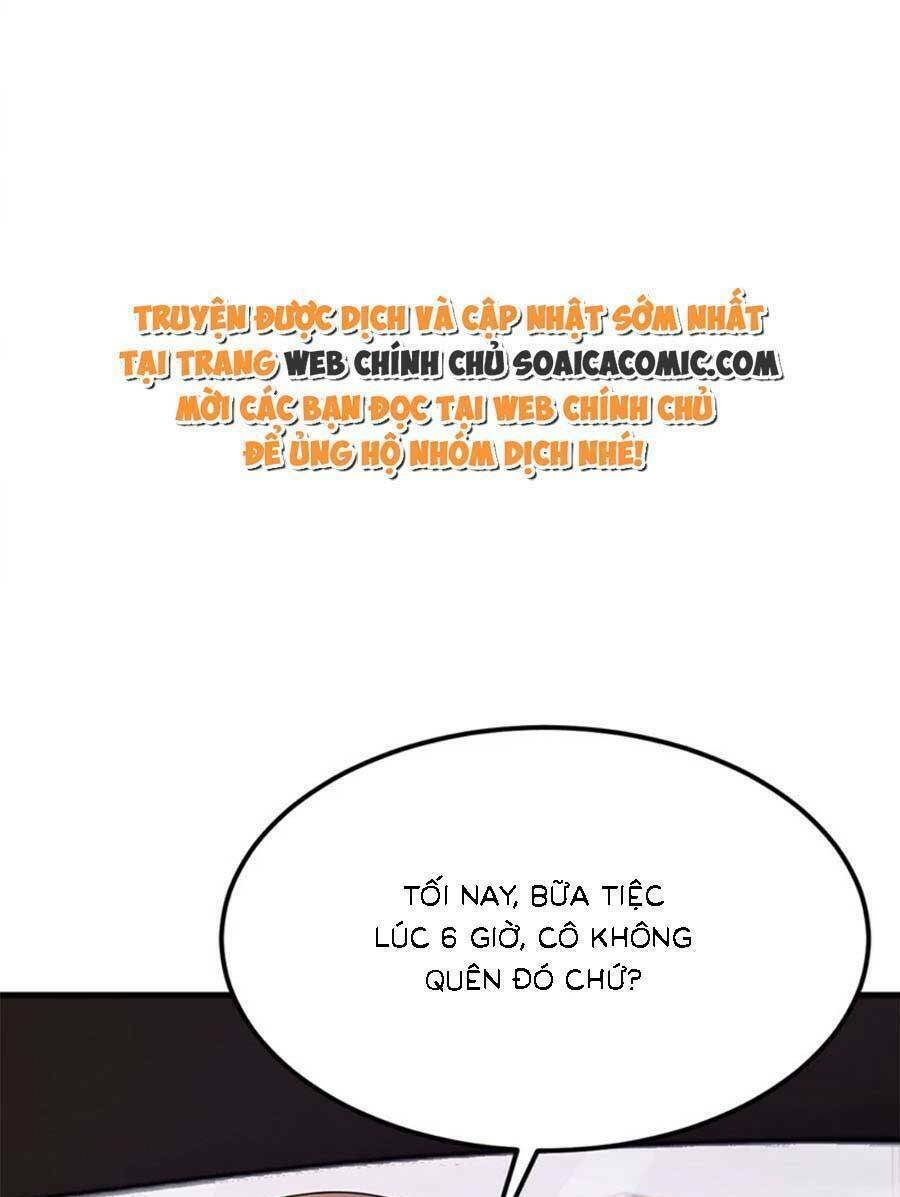 TRUYỆN ĐƯỢC DỊCH VÀ CẬP NHẬT SỚM NHẤT
TẠI TRANG WEB CHÍNH CHỦ SOAICACOMIC.COM
MỜI CÁC BẠN ĐỌC TẠI WEB CHÍNH CHỦ
ĐỂ ỦNG HỘ NHÓM DỊCH NHÉ!
TỐI NAY, BỮA TIỆC
LÚC 6 GIỜ, CÔ KHÔNG
QUÊN ĐÓ CHỨ?